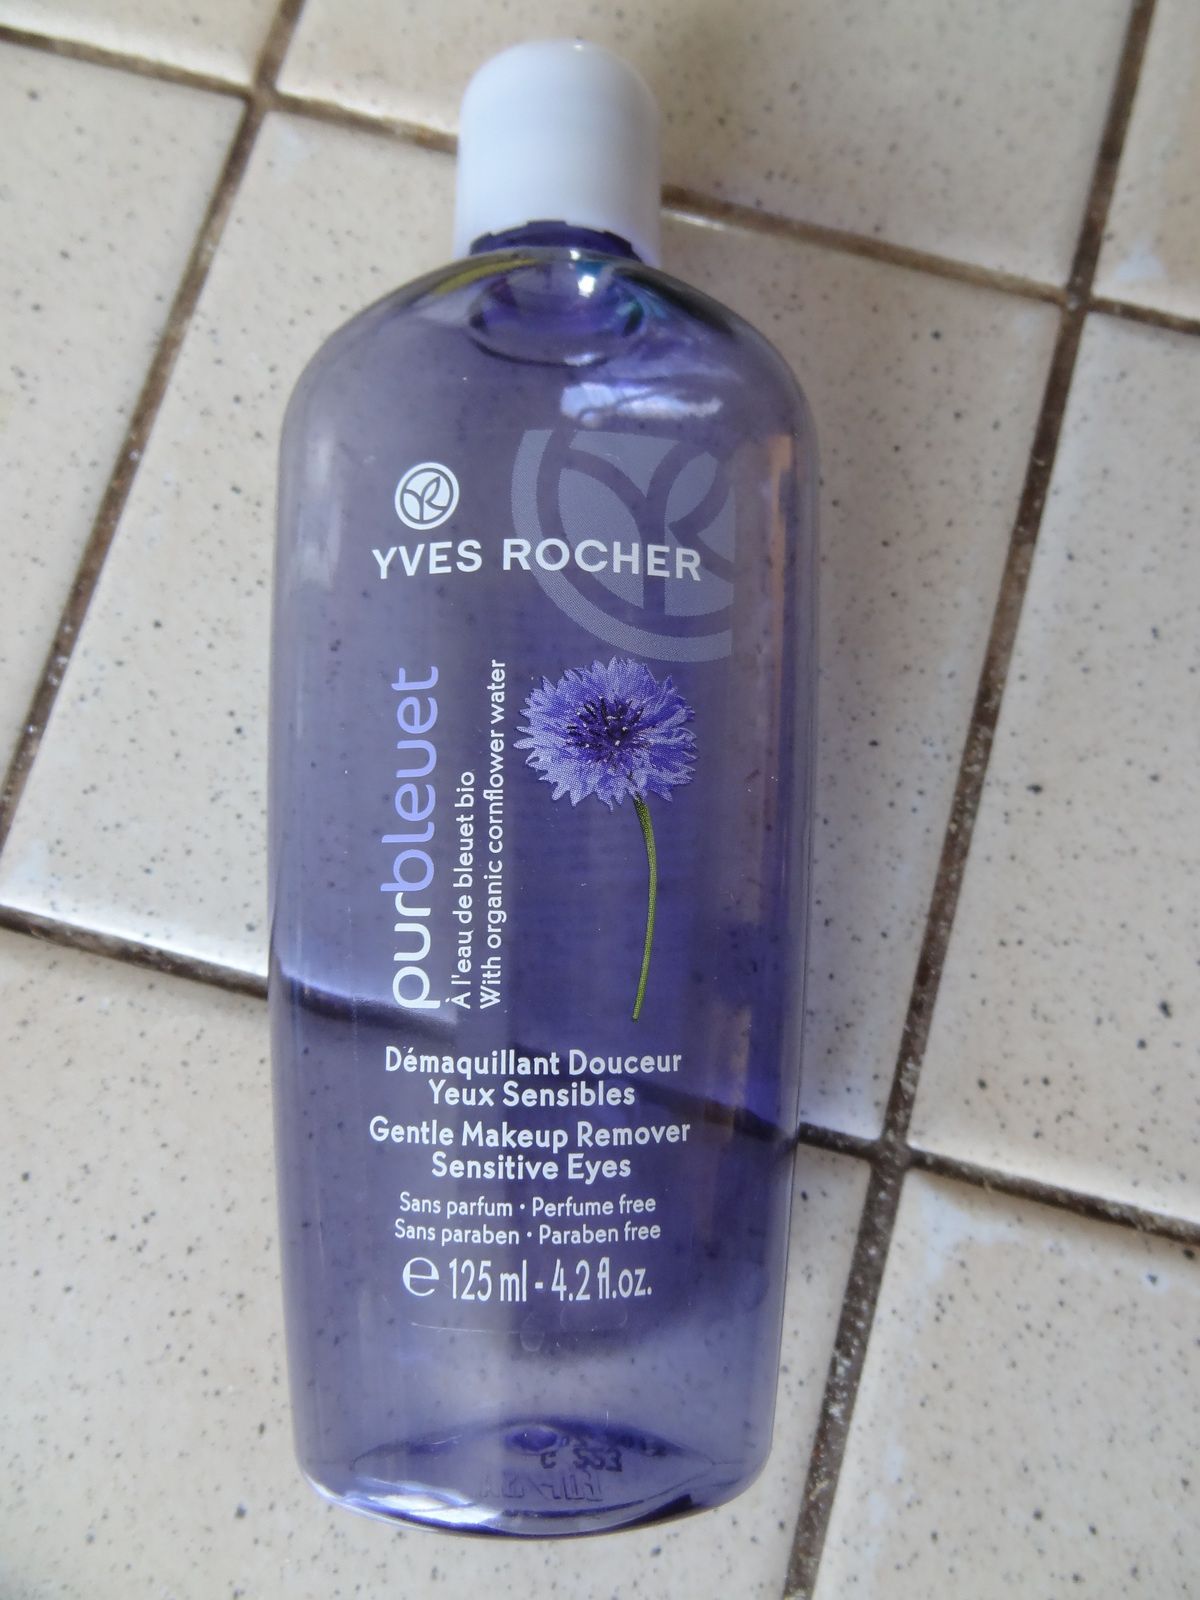 YVES ROCHER
purbleuet
À l'eau de bleuet bio
With organic cornflower water
Démaquillant Douceur
Yeux Sensibles
Gentle Makeup Remover
Sensitive Eyes
Sans parfum • Perfume free
Sans paraben • Paraben free
℮ 125 ml - 4.2 fl.oz.